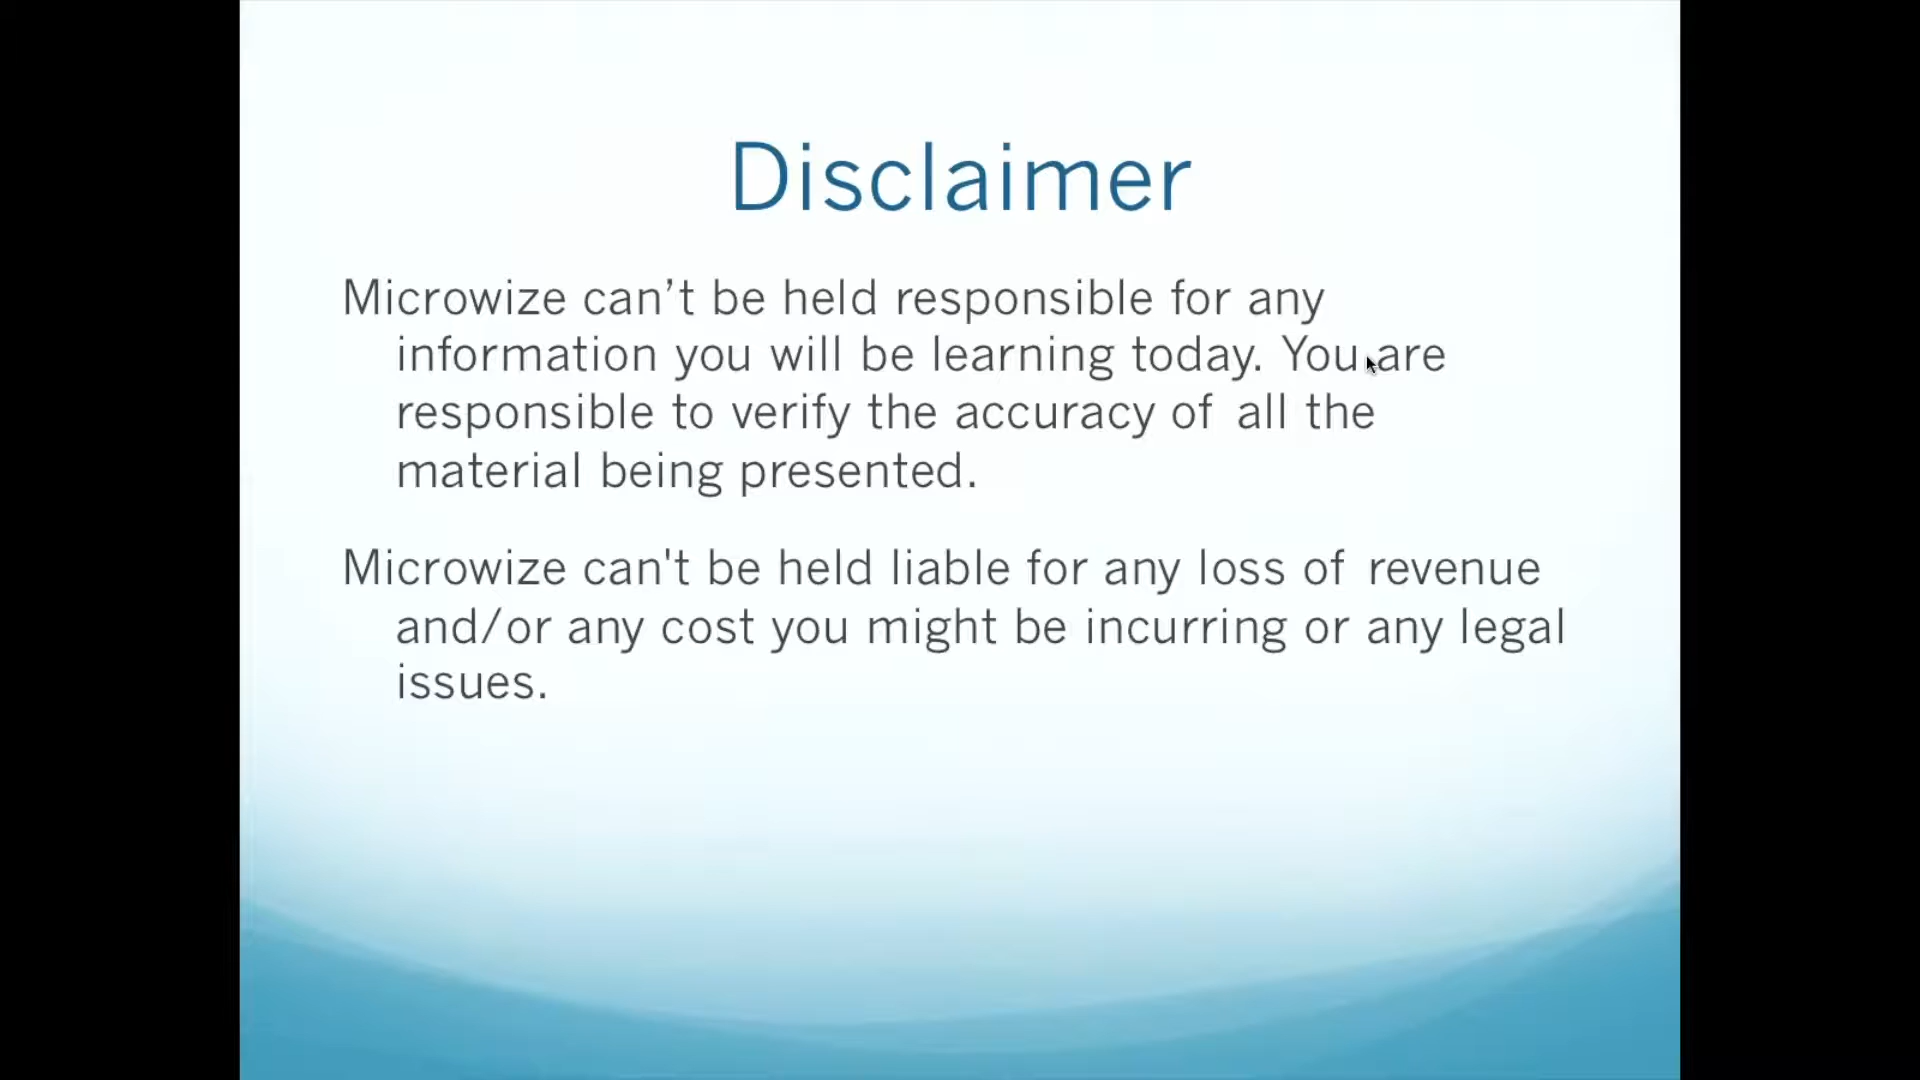 Disclaimer
Microwize can’t be held responsible for any
information you will be learning today. You are
responsible to verify the accuracy of all the
material being presented.
Microwize can't be held liable for any loss of revenue
and/or any cost you might be incurring or any legal
issues.